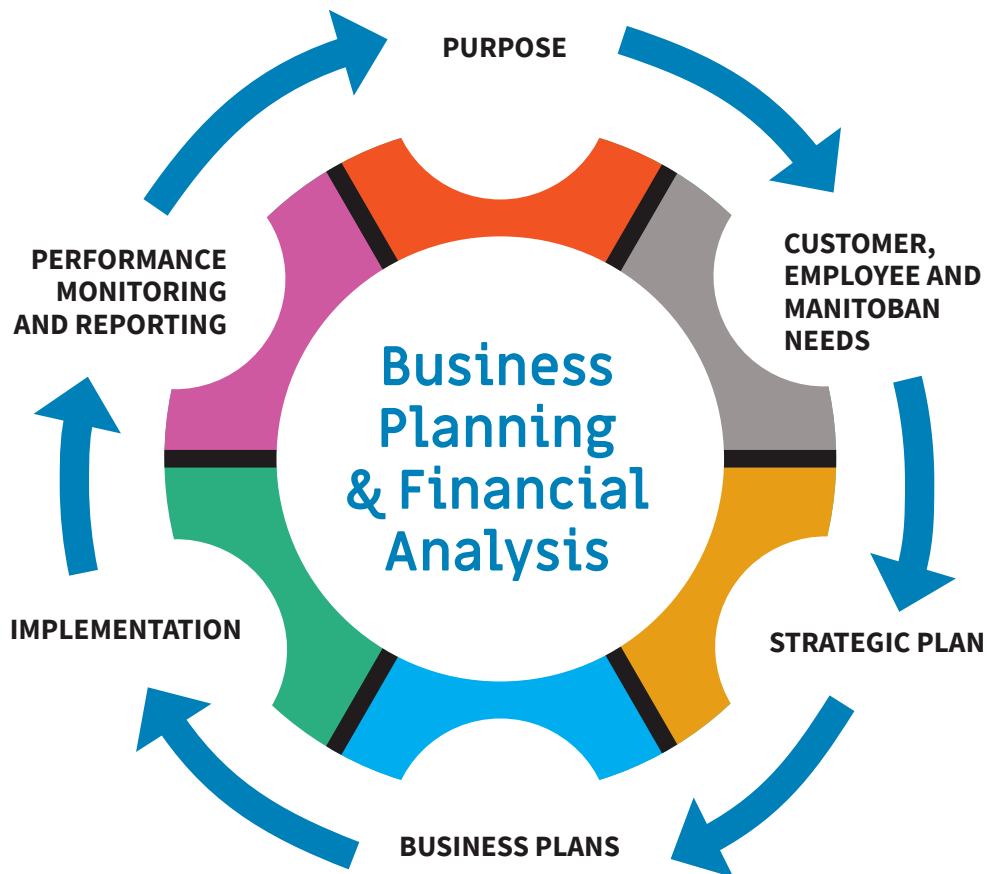 PURPOSE
CUSTOMER,
EMPLOYEE AND
MANITOBAN
NEEDS
STRATEGIC PLAN
BUSINESS PLANS
IMPLEMENTATION
PERFORMANCE
MONITORING
AND REPORTING
Business
Planning
& Financial
Analysis